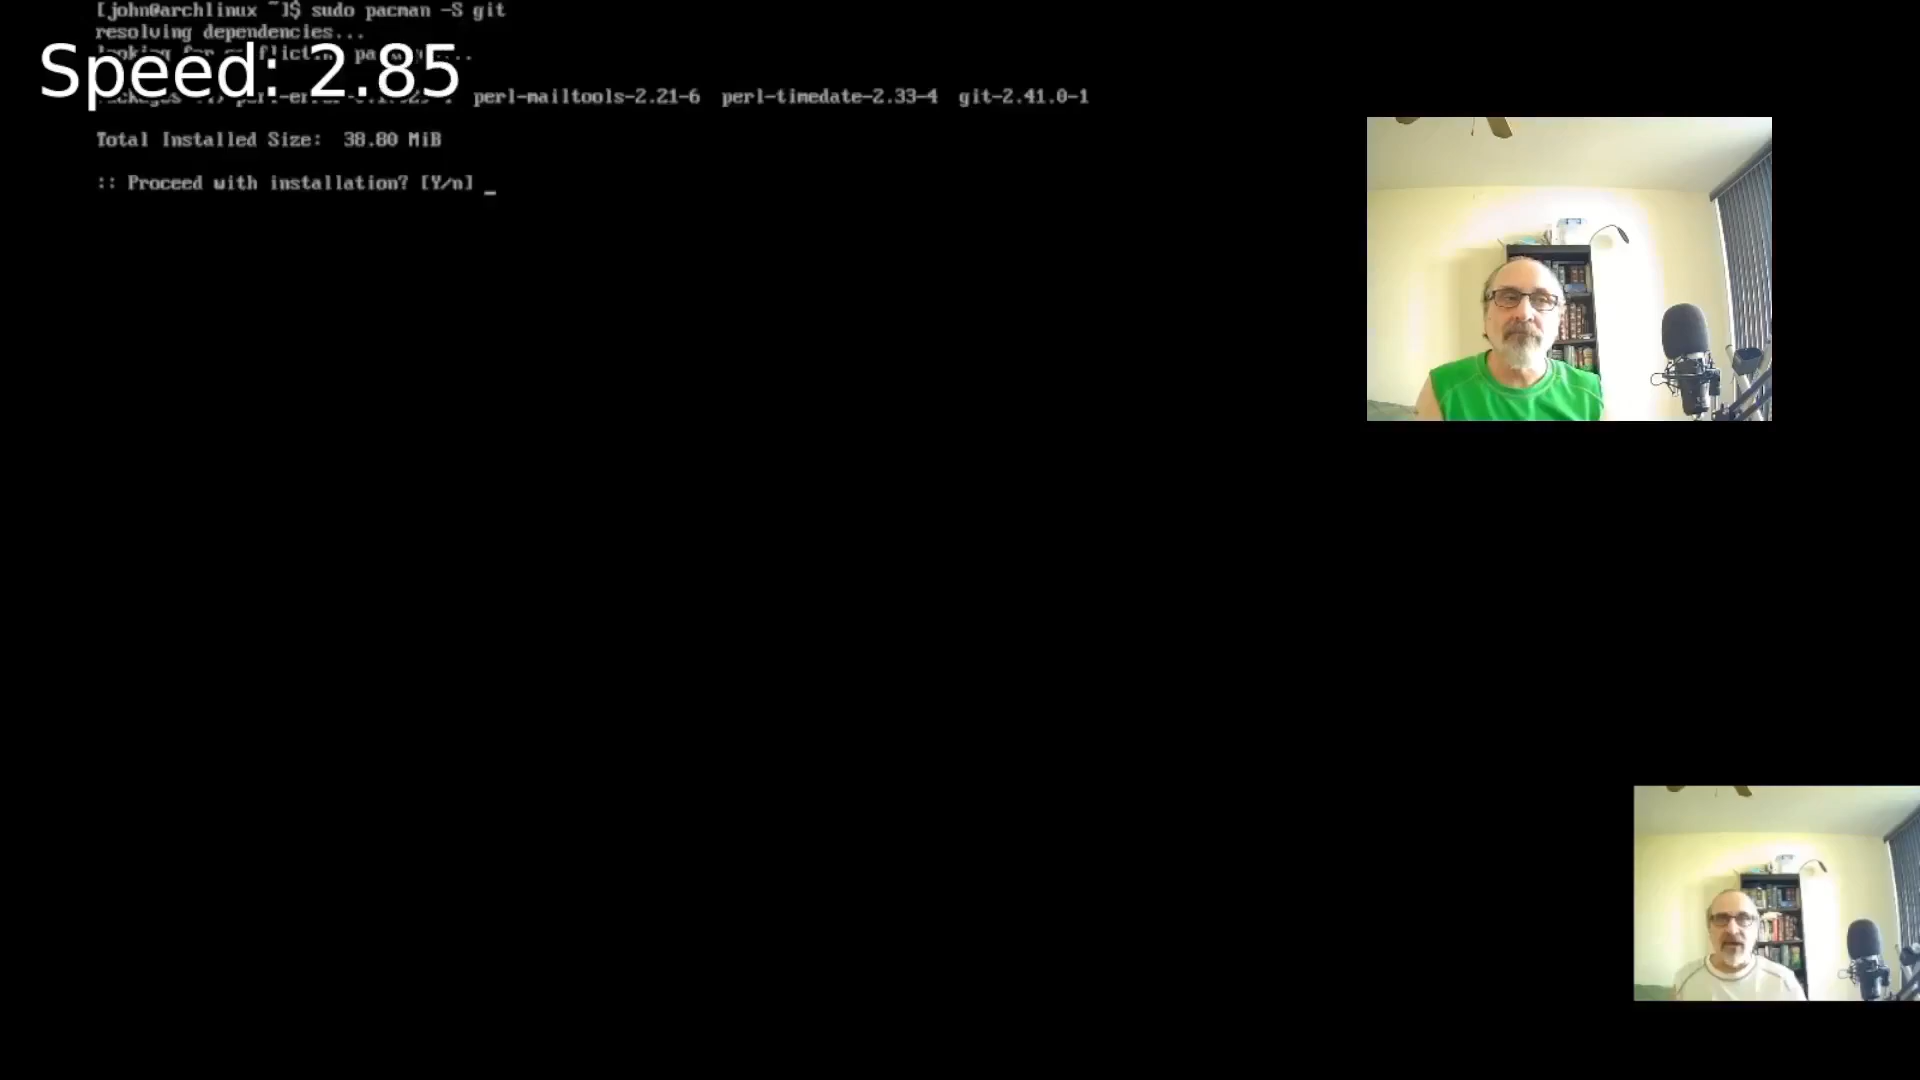 [john@archlinux ~]$ sudo pacman -S git
resolving dependencies...
Speed: 2.85
perl-mailtools-2.21-6 perl-timedate-2.33-4 git-2.41.0-1
Total Installed Size: 38.80 MiB
:: Proceed with installation? [Y/n] _